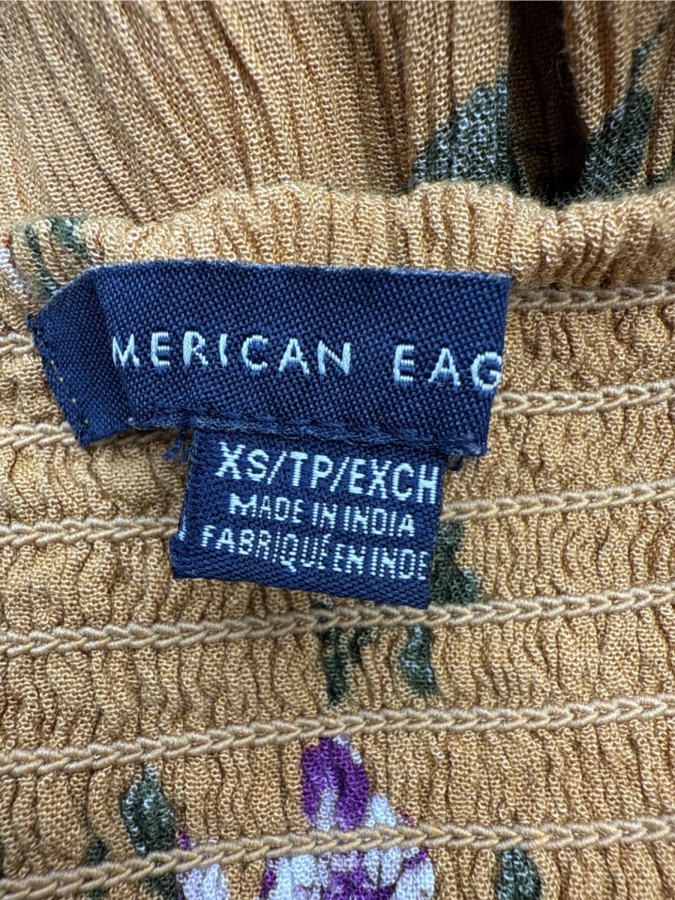 MERICAN EAG
XS/TP/EXCH
MADE IN INDIA
FABRIQUÉ EN INDE